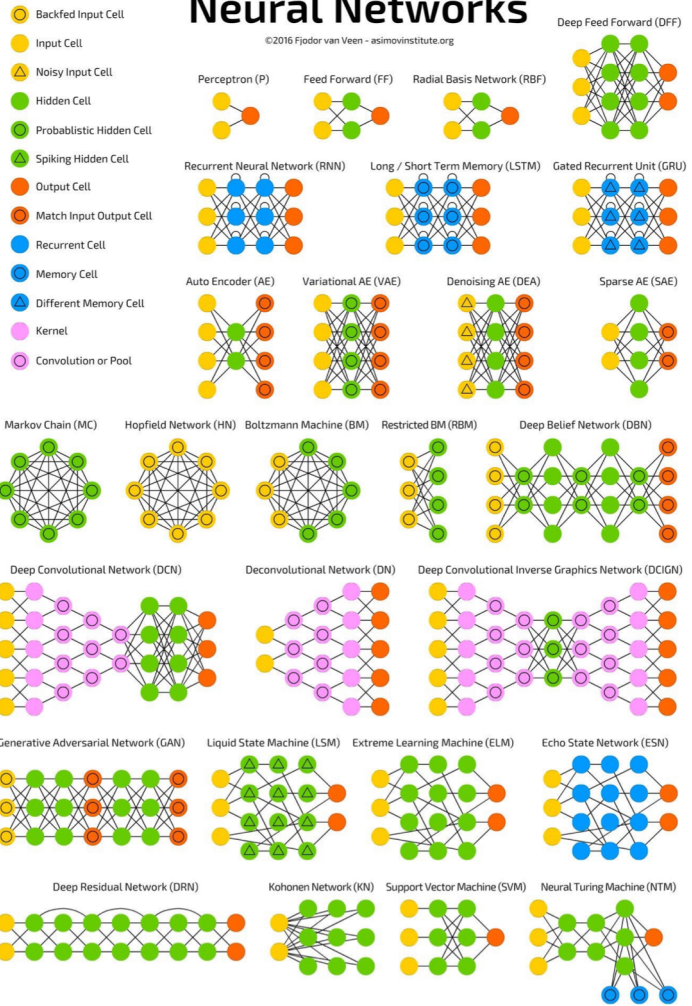 Neural Networks
©2016 Fjodor van Veen - asimovinstitute.org
Backfed Input Cell
Input Cell
Noisy Input Cell
Hidden Cell
Probablistic Hidden Cell
Spiking Hidden Cell
Output Cell
Match Input Output Cell
Recurrent Cell
Memory Cell
Different Memory Cell
Kernel
Convolution or Pool
Deep Feed Forward (DFF)
Perceptron (P) Feed Forward (FF) Radial Basis Network (RBF)
Recurrent Neural Network (RNN) Long / Short Term Memory (LSTM) Gated Recurrent Unit (GRU)
Auto Encoder (AE) Variational AE (VAE) Denoising AE (DEA) Sparse AE (SAE)
Markov Chain (MC) Hopfield Network (HN) Boltzmann Machine (BM) Restricted BM (RBM) Deep Belief Network (DBN)
Deep Convolutional Network (DCN) Deconvolutional Network (DN) Deep Convolutional Inverse Graphics Network (DCIGN)
Generative Adversarial Network (GAN) Liquid State Machine (LSM) Extreme Learning Machine (ELM) Echo State Network (ESN)
Deep Residual Network (DRN) Kohonen Network (KN) Support Vector Machine (SVM) Neural Turing Machine (NTM)